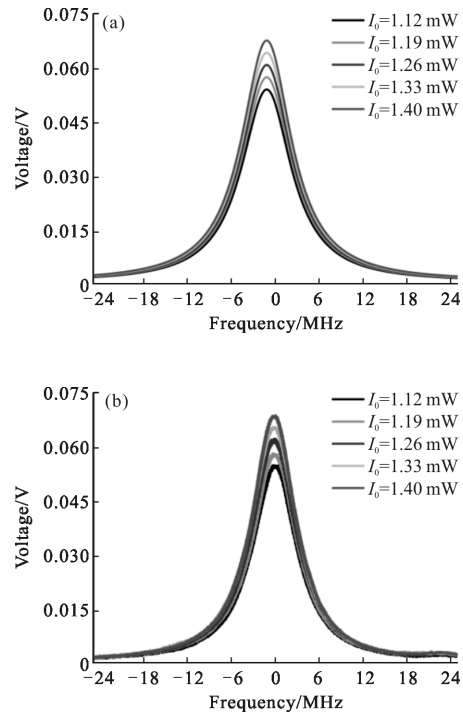 (a)
I₀=1.12 mW
I₀=1.19 mW
I₀=1.26 mW
I₀=1.33 mW
I₀=1.40 mW
Voltage/V
0.075
0.060
0.045
0.030
0.015
0
−24 −18 −12 −6 0 6 12 18 24
Frequency/MHz
(b)
I₀=1.12 mW
I₀=1.19 mW
I₀=1.26 mW
I₀=1.33 mW
I₀=1.40 mW
Voltage/V
0.075
0.060
0.045
0.030
0.015
0
−24 −18 −12 −6 0 6 12 18 24
Frequency/MHz